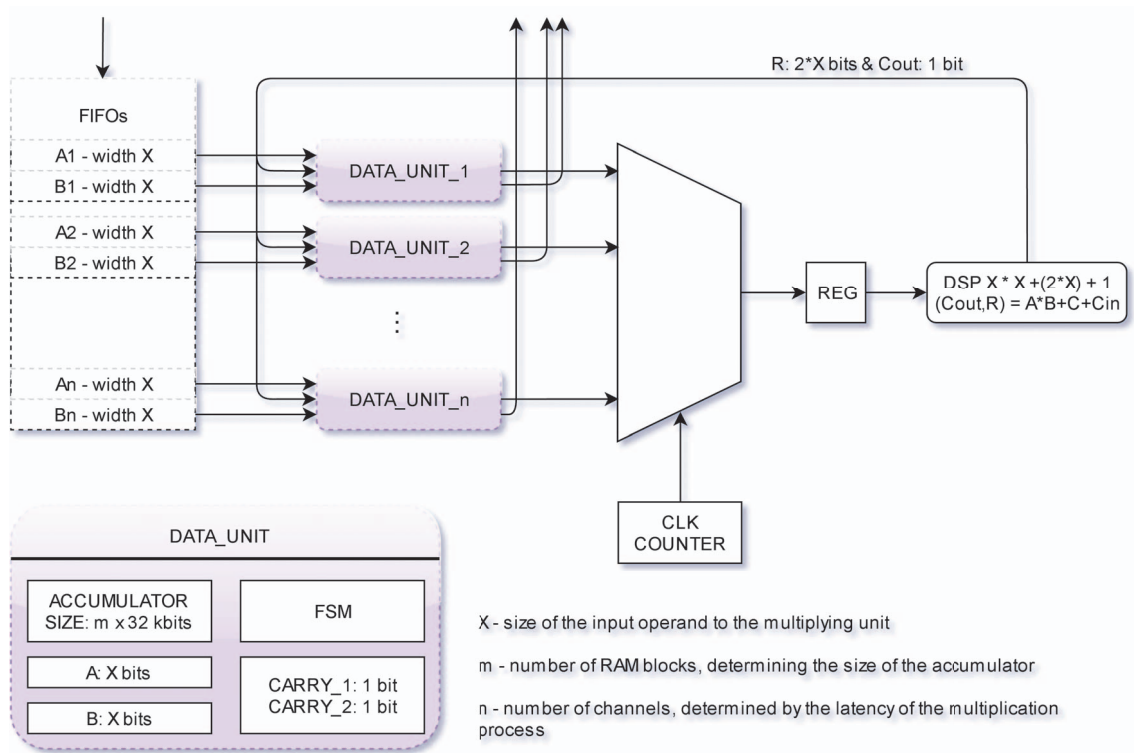 R: 2*X bits & Cout: 1 bit
FIFOs
A1 - width X
B1 - width X
DATA_UNIT_1
A2 - width X
B2 - width X
DATA_UNIT_2
REG
DSP X * X +(2*X) + 1
(Cout,R) = A*B+C+Cin
⋮
An - width X
Bn - width X
DATA_UNIT_n
CLK
COUNTER
DATA_UNIT
ACCUMULATOR
SIZE: m x 32 kbits
FSM
A: X bits
B: X bits
CARRY_1: 1 bit
CARRY_2: 1 bit
X - size of the input operand to the multiplying unit
m - number of RAM blocks, determining the size of the accumulator
n - number of channels, determined by the latency of the multiplication
process